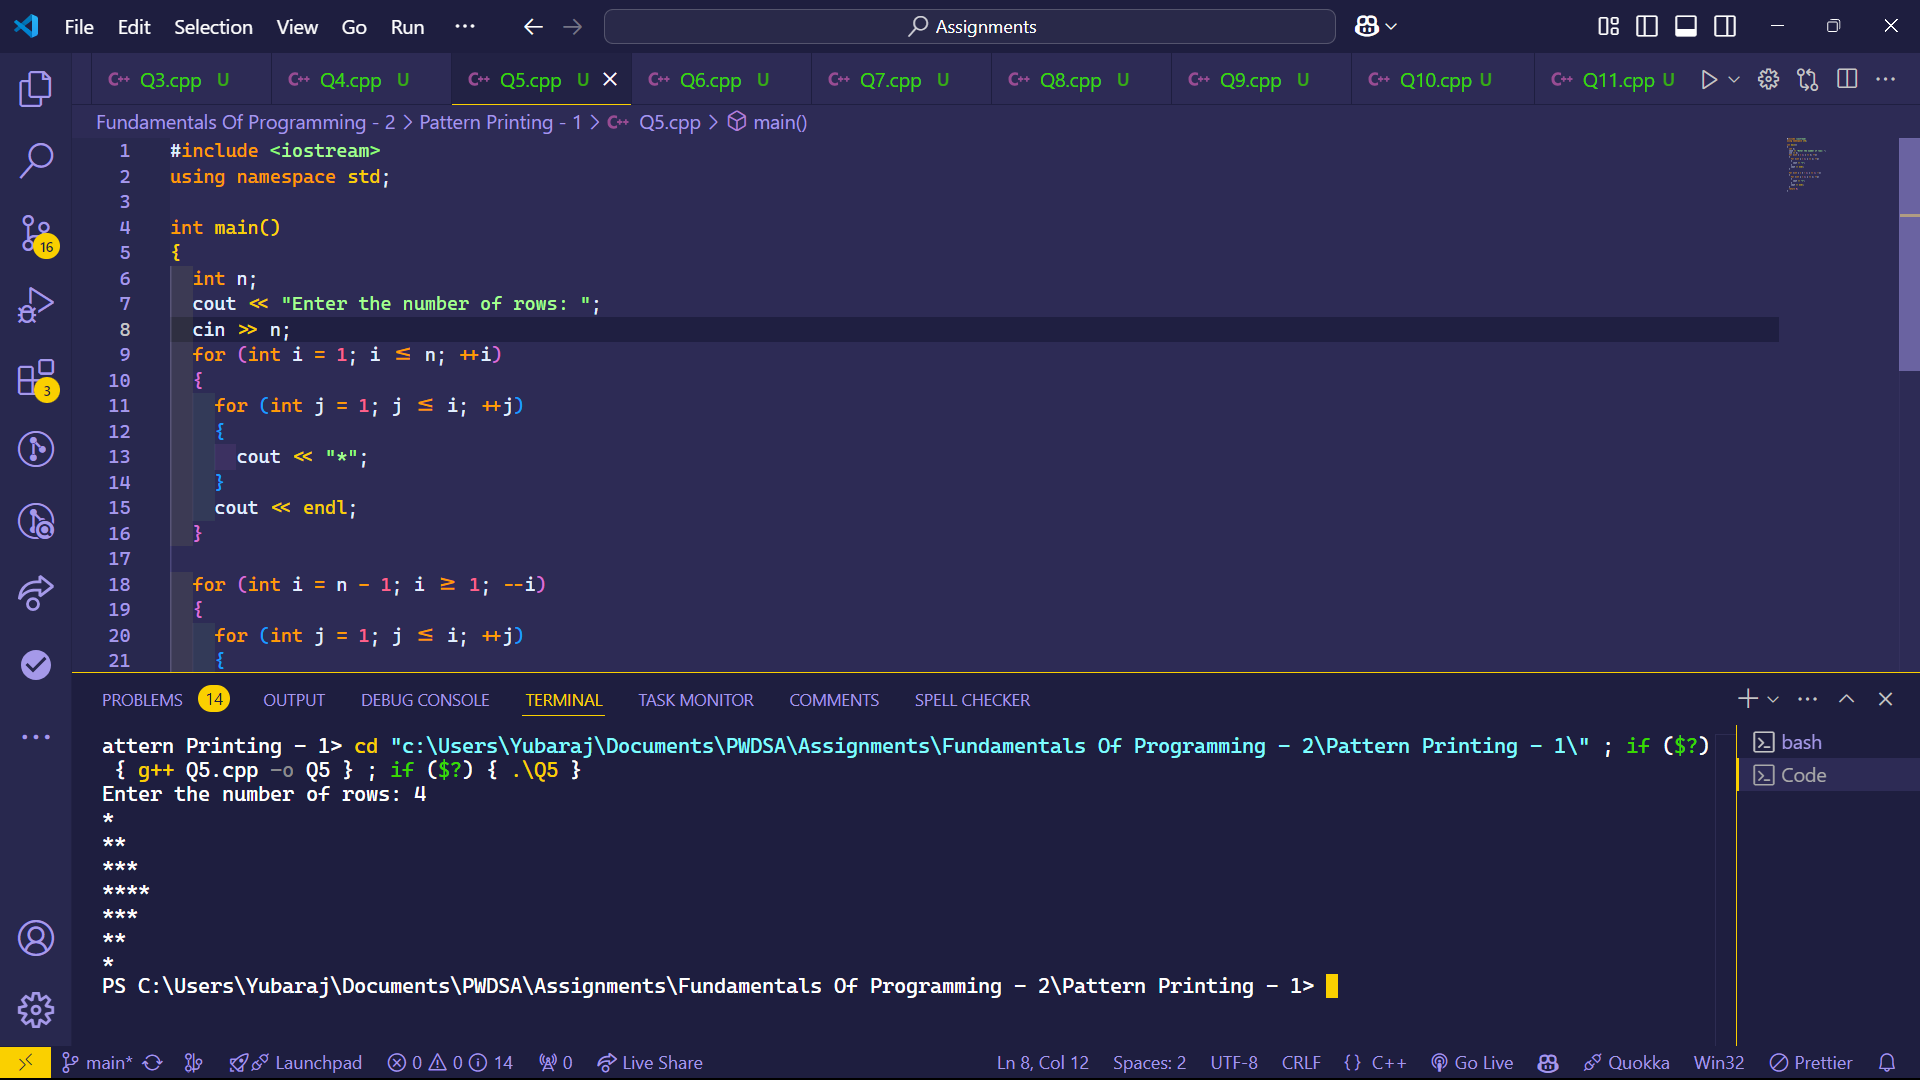 File Edit Selection View Go Run ··· Assignments
Q3.cpp U Q4.cpp U Q5.cpp U Q6.cpp U Q7.cpp U Q8.cpp U Q9.cpp U Q10.cpp U Q11.cpp U
Fundamentals Of Programming - 2 > Pattern Printing - 1 > C++ Q5.cpp > main()
1 #include <iostream>
2 using namespace std;
3
4 int main()
5 {
6 int n;
7 cout << "Enter the number of rows: ";
8 cin >> n;
9 for (int i = 1; i ≤ n; ++i)
10 {
11 for (int j = 1; j ≤ i; ++j)
12 {
13 cout << "*";
14 }
15 cout << endl;
16 }
17
18 for (int i = n - 1; i ≥ 1; --i)
19 {
20 for (int j = 1; j ≤ i; ++j)
21 {
16
3
PROBLEMS 14 OUTPUT DEBUG CONSOLE TERMINAL TASK MONITOR COMMENTS SPELL CHECKER
attern Printing - 1> cd "c:\Users\Yubaraj\Documents\PWDSA\Assignments\Fundamentals Of Programming - 2\Pattern Printing - 1\" ; if ($?)
{ g++ Q5.cpp -o Q5 } ; if ($?) { .\Q5 }
Enter the number of rows: 4
*
**
***
****
***
**
*
PS C:\Users\Yubaraj\Documents\PWDSA\Assignments\Fundamentals Of Programming - 2\Pattern Printing - 1>
bash
Code
main* Launchpad 0 0 14 0 Live Share Ln 8, Col 12 Spaces: 2 UTF-8 CRLF {} C++ Go Live Quokka Win32 Prettier